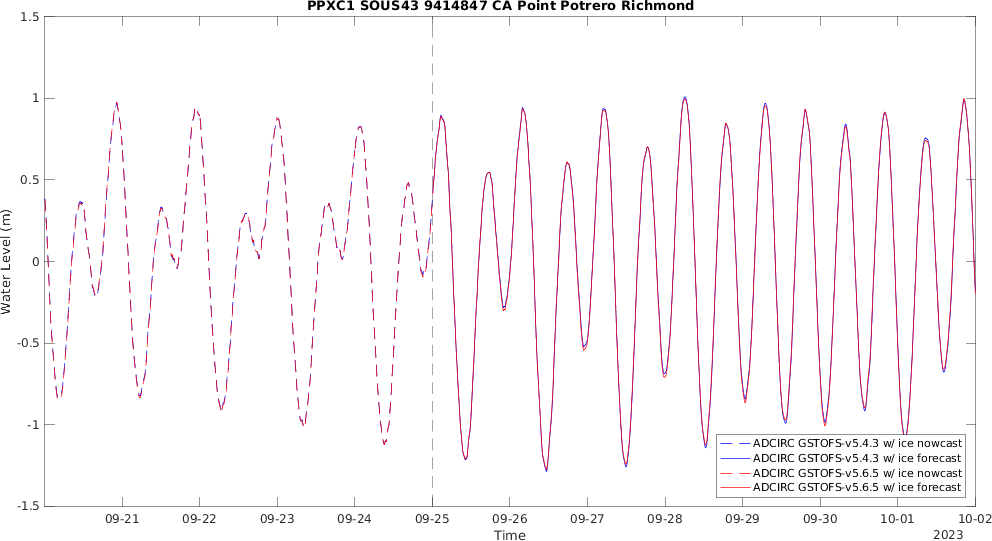 PPXC1 SOUS43 9414847 CA Point Potrero Richmond
1.5
1
0.5
0
-0.5
-1
-1.5
Water Level (m)
09-21 09-22 09-23 09-24 09-25 09-26 09-27 09-28 09-29 09-30 10-01 10-02
2023
Time
ADCIRC GSTOFS-v5.4.3 w/ ice nowcast
ADCIRC GSTOFS-v5.4.3 w/ ice forecast
ADCIRC GSTOFS-v5.6.5 w/ ice nowcast
ADCIRC GSTOFS-v5.6.5 w/ ice forecast